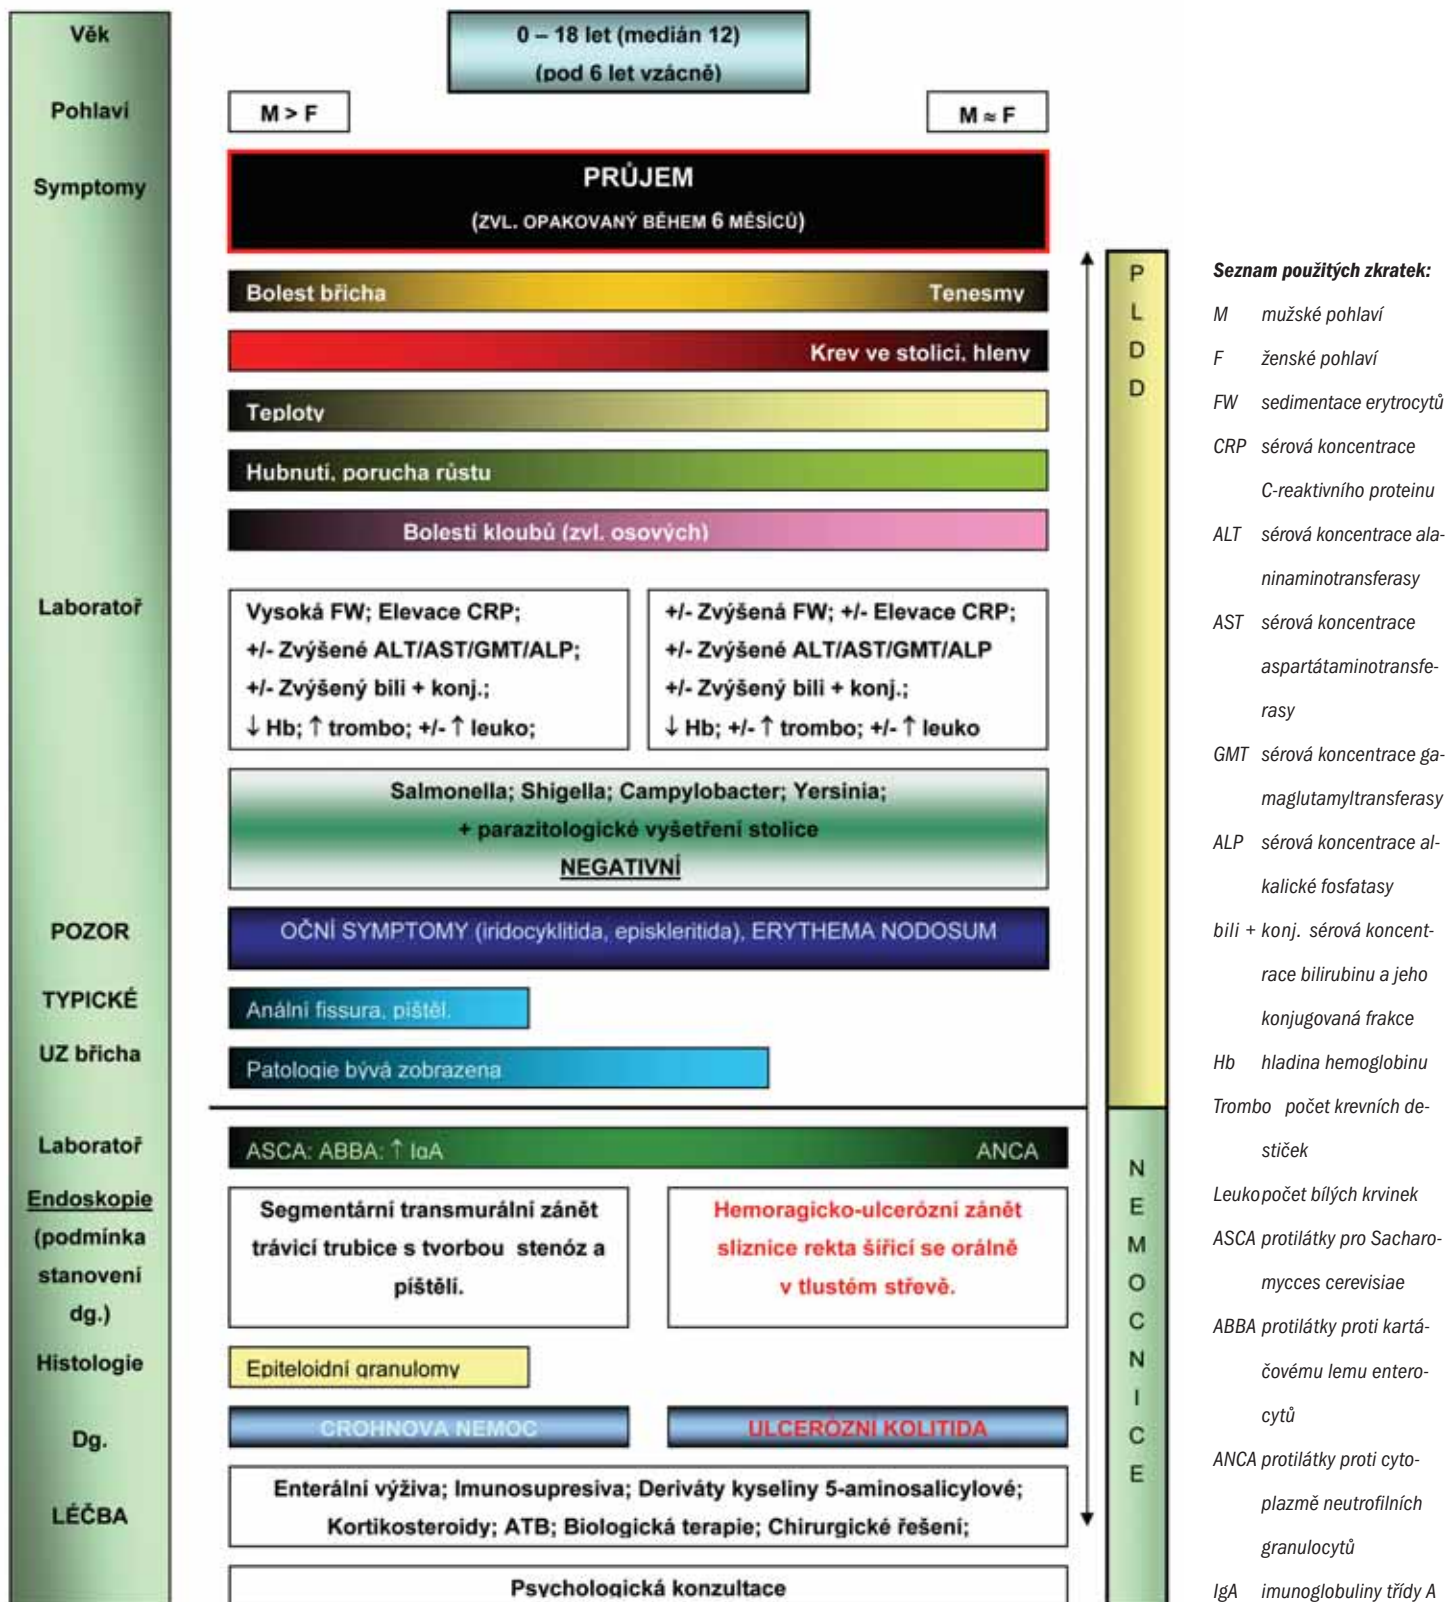 Věk
0 – 18 let (medián 12)
(pod 6 let vzácně)
Pohlaví
M > F
M ≈ F
Symptomy
PRŮJEM
(ZVL. OPAKOVANÝ BĚHEM 6 MĚSÍCŮ)
Bolest břicha
Tenesmy
Krev ve stolici, hleny
Teploty
Hubnutí, porucha růstu
Bolesti kloubů (zvl. osových)
Laboratoř
Vysoká FW; Elevace CRP;
+/- Zvýšené ALT/AST/GMT/ALP;
+/- Zvýšený bili + konj.;
↓ Hb; ↑ trombo; +/- ↑ leuko;
+/- Zvýšená FW; +/- Elevace CRP;
+/- Zvýšené ALT/AST/GMT/ALP
+/- Zvýšený bili + konj.;
↓ Hb; +/- ↑ trombo; +/- ↑ leuko
Salmonella; Shigella; Campylobacter; Yersinia;
+ parazitologické vyšetření stolice
NEGATIVNÍ
POZOR
OČNÍ SYMPTOMY (iridocyklitida, episkleritida), ERYTHEMA NODOSUM
TYPICKÉ
Anální fissura, píštěl.
UZ břicha
Patologie bývá zobrazena
Laboratoř
ASCA; ABBA; ↑ IgA
ANCA
Endoskopie
(podmínka
stanovení
dg.)
Segmentární transmurální zánět
trávicí trubice s tvorbou stenóz a
píštělí.
Hemoragicko-ulcerózní zánět
sliznice rekta šířicí se orálně
v tlustém střevě.
Histologie
Epiteloidní granulomy
Dg.
CROHNOVA NEMOC
ULCERÓZNÍ KOLITIDA
LÉČBA
Enterální výživa; Imunosupresiva; Deriváty kyseliny 5-aminosalicylové;
Kortikosteroidy; ATB; Biologická terapie; Chirurgické řešení;
Psychologická konzultace
P
L
D
D
N
E
M
O
C
N
I
C
E
Seznam použitých zkratek:
M mužské pohlaví
F ženské pohlaví
FW sedimentace erytrocytů
CRP sérová koncentrace
C-reaktivního proteinu
ALT sérová koncentrace ala-
ninaminotransferasy
AST sérová koncentrace
aspartátaminotransfe-
rasy
GMT sérová koncentrace ga-
maglutamyltransferasy
ALP sérová koncentrace al-
kalické fosfatasy
bili + konj. sérová koncent-
race bilirubinu a jeho
konjugovaná frakce
Hb hladina hemoglobinu
Trombo počet krevních de-
stiček
Leuko počet bílých krvinek
ASCA protilátky pro Sacharo-
mycces cerevisiae
ABBA protilátky proti kartá-
čovému lemu entero-
cytů
ANCA protilátky proti cyto-
plazmě neutrofilních
granulocytů
IgA imunoglobuliny třídy A